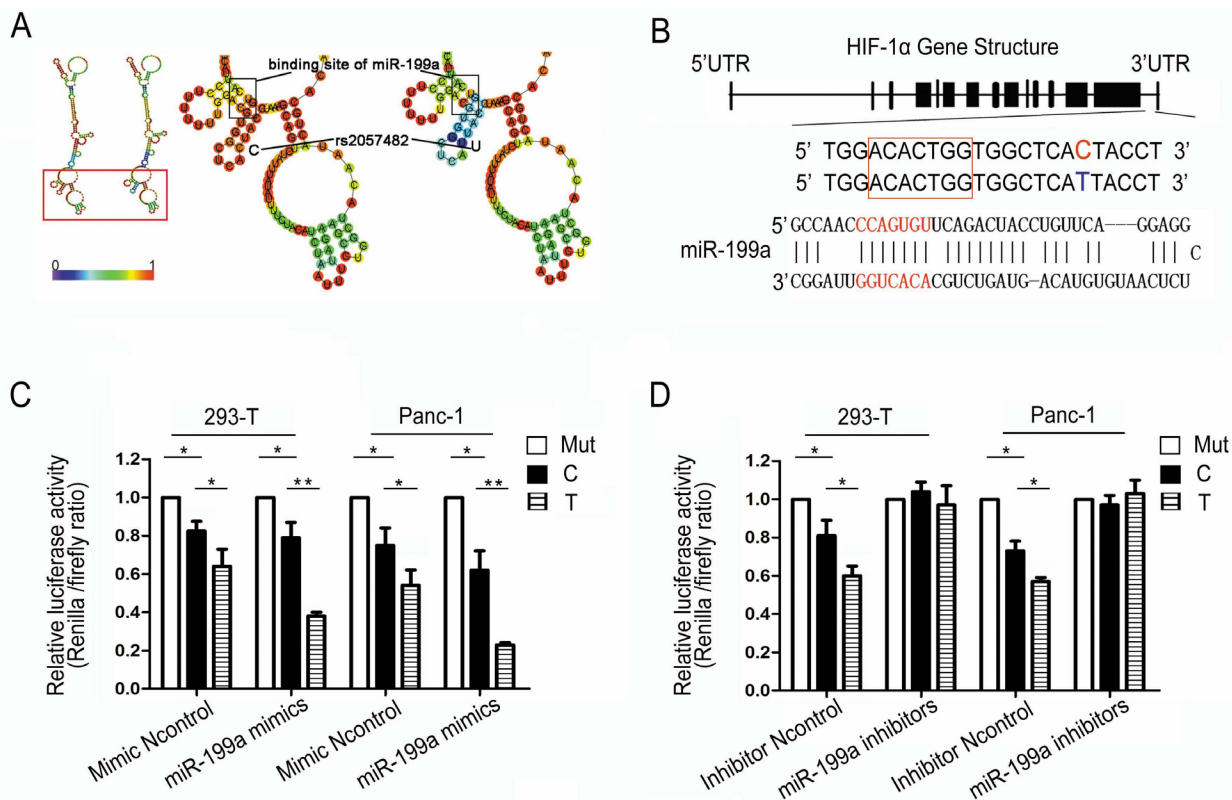 A
binding site of miR-199a
rs2057482
C
U
0
1
B
HIF-1α Gene Structure
5'UTR
3'UTR
5' TGGACACTGGTGGCTCACTACCT 3'
5' TGGACACTGGTGGCTCATTACCT 3'
miR-199a
5'GCCAACCCAGUGUUCAGACUACCUGUUCA---GGAGG
C
3'CGGAUUGGUCACACGUCUGAUG-ACAUGUGUAACUCU
C
293-T
Panc-1
Mut
C
T
* * * *
* ** * **
Relative luciferase activity
(Renilla /firefly ratio)
1.2
1.0
0.8
0.6
0.4
0.2
0.0
Mimic Ncontrol
miR-199a mimics
Mimic Ncontrol
miR-199a mimics
D
293-T
Panc-1
Mut
C
T
* *
* *
Relative luciferase activity
(Renilla /firefly ratio)
1.2
1.0
0.8
0.6
0.4
0.2
0.0
Inhibitor Ncontrol
miR-199a inhibitors
Inhibitor Ncontrol
miR-199a inhibitors